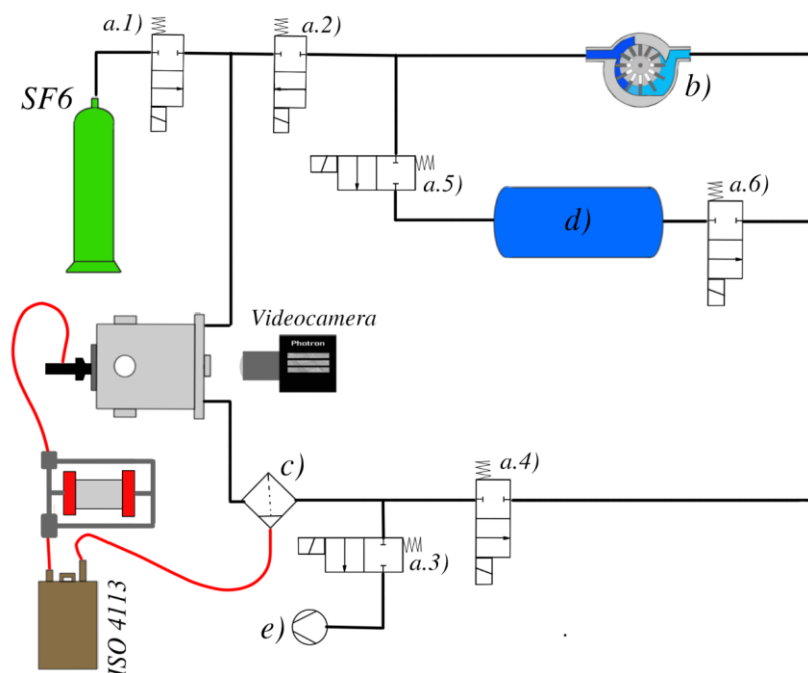 a.1)
a.2)
SF6
b)
a.5)
a.6)
d)
Videocamera
Photron
c)
a.4)
a.3)
e)
ISO 4113